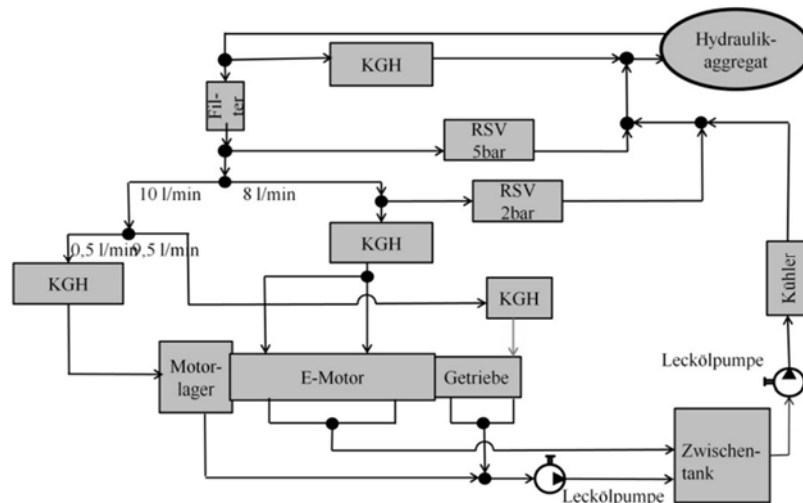 Hydraulik-
aggregat
KGH
Fil-
ter
RSV
5bar
10 l/min
8 l/min
RSV
2bar
0,5 l/min
9,5 l/min
KGH
KGH
KGH
Kühler
Motor-
lager
E-Motor
Getriebe
Leckölpumpe
Zwischen-
tank
Leckölpumpe